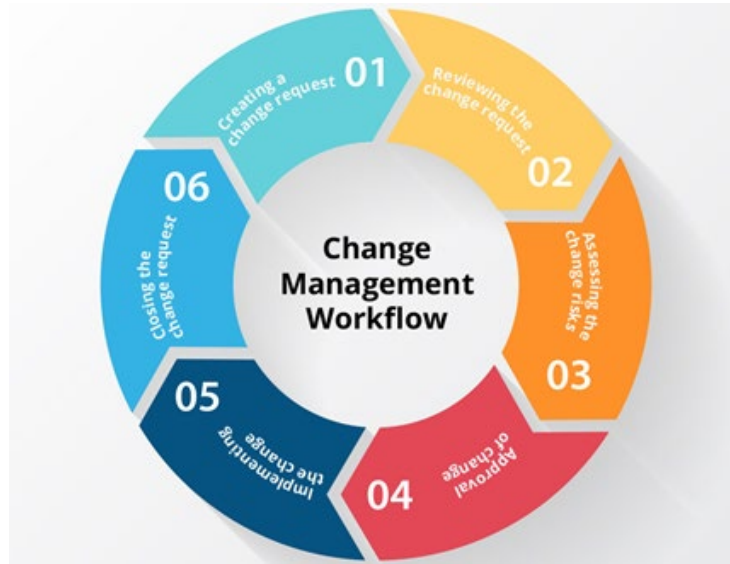 Change
Management
Workflow
01
Creating a
change request
02
Reviewing the
change request
03
Assessing the
change risks
04
Approval
of change
05
Implementing
the change
06
Closing the
change request